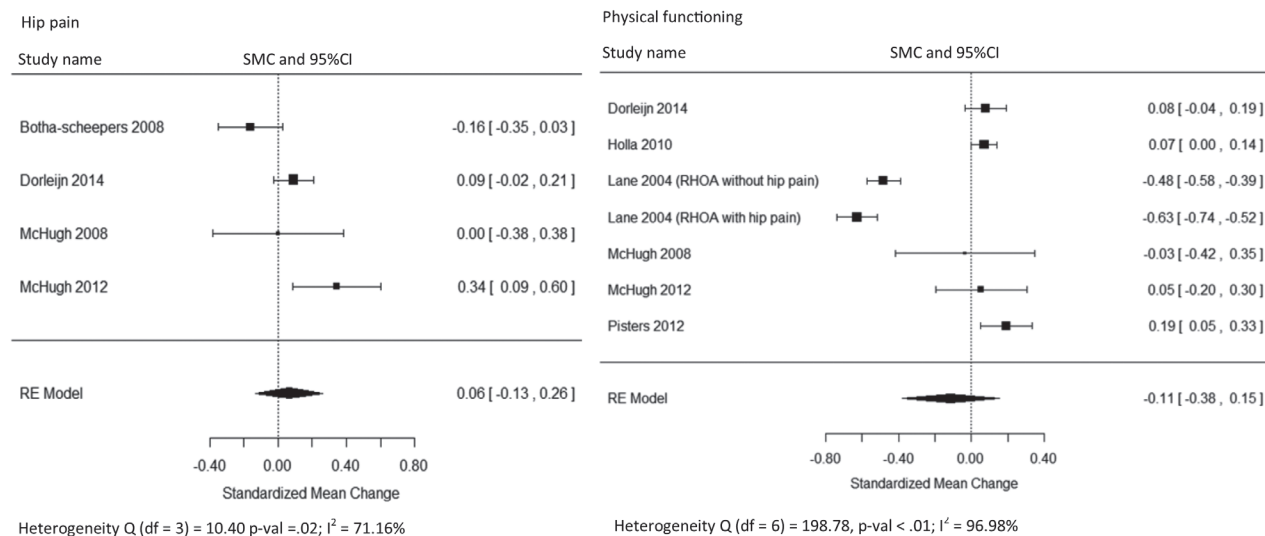 Hip pain
Study name SMC and 95%CI
Botha-scheepers 2008 -0.16 [ -0.35 , 0.03 ]
Dorleijn 2014 0.09 [ -0.02 , 0.21 ]
McHugh 2008 0.00 [ -0.38 , 0.38 ]
McHugh 2012 0.34 [ 0.09 , 0.60 ]
RE Model 0.06 [ -0.13 , 0.26 ]
-0.40 0.00 0.40 0.80
Standardized Mean Change
Heterogeneity Q (df = 3) = 10.40 p-val =.02; I² = 71.16%
Physical functioning
Study name SMC and 95%CI
Dorleijn 2014 0.08 [ -0.04 , 0.19 ]
Holla 2010 0.07 [ 0.00 , 0.14 ]
Lane 2004 (RHOA without hip pain) -0.48 [ -0.58 , -0.39 ]
Lane 2004 (RHOA with hip pain) -0.63 [ -0.74 , -0.52 ]
McHugh 2008 -0.03 [ -0.42 , 0.35 ]
McHugh 2012 0.05 [ -0.20 , 0.30 ]
Pisters 2012 0.19 [ 0.05 , 0.33 ]
RE Model -0.11 [ -0.38 , 0.15 ]
-0.80 -0.40 0.00 0.40
Standardized Mean Change
Heterogeneity Q (df = 6) = 198.78, p-val < .01; I² = 96.98%